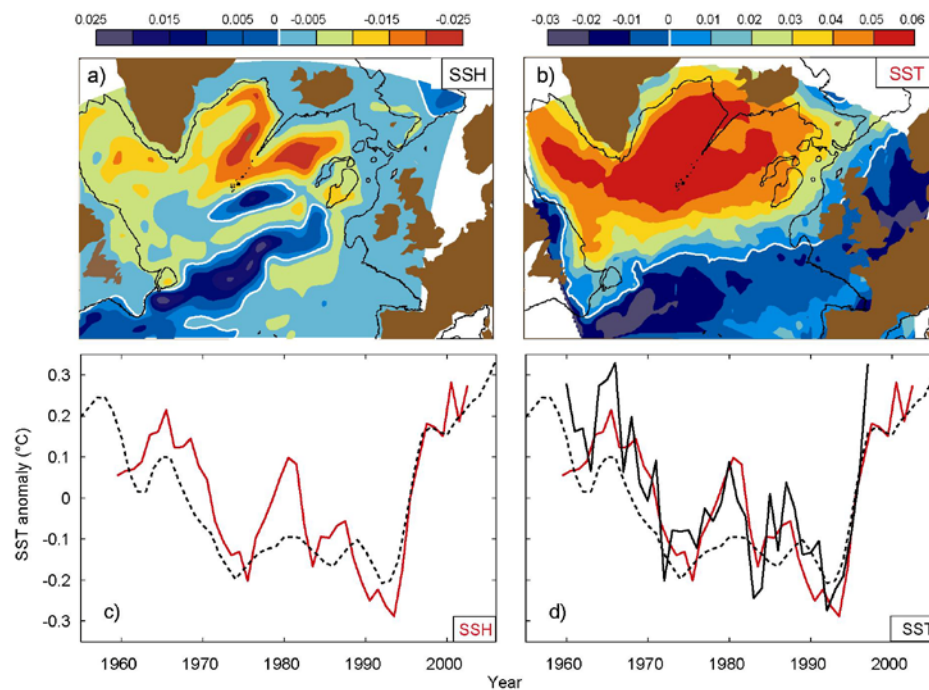 0.025 0.015 0.005 -0.005 -0.015 -0.025
-0.03 -0.02 -0.01 0 0.01 0.02 0.03 0.04 0.05 0.06
a) SSH
b) SST
0.3
0.2
0.1
0
-0.1
-0.2
-0.3
SST anomaly (°C)
c) SSH
d) SST
1960 1970 1980 1990 2000
1960 1970 1980 1990 2000
Year